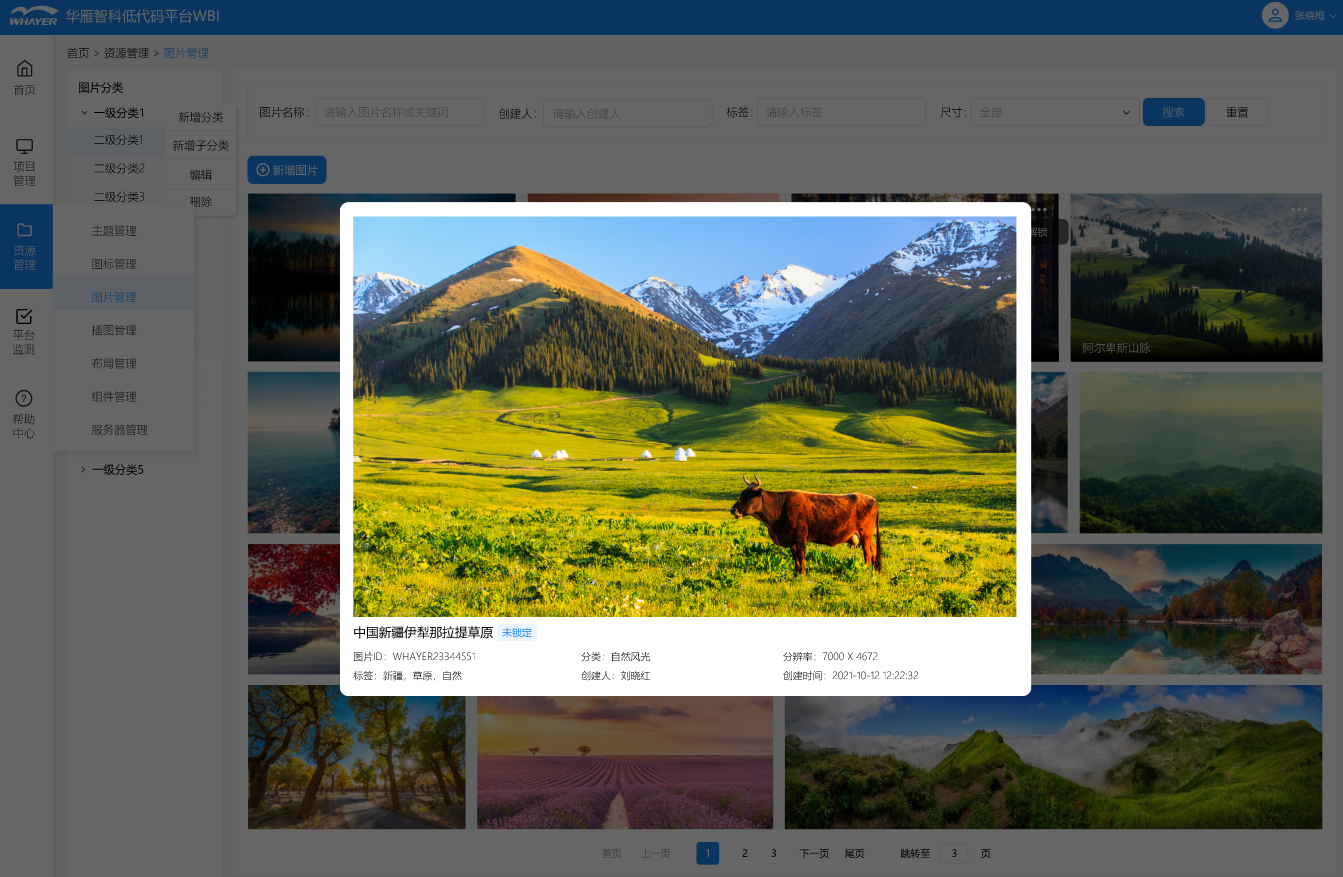 WHAYER 华雁智科低代码平台WBI
张晓梅
首页 > 资源管理 > 图片管理
首页
项目
管理
资源
管理
平台
监测
帮助
中心
图片分类
一级分类1
二级分类1
二级分类2
二级分类3
新增分类
新增子分类
编辑
删除
主题管理
图标管理
图片管理
插图管理
布局管理
组件管理
服务器管理
一级分类5
图片名称: 请输入图片名称或关键词 创建人: 请输入创建人 标签: 请输入标签 尺寸: 全部 搜索 重置
新增图片
解锁
阿尔卑斯山脉
中国新疆伊犁那拉提草原 未锁定
图片ID: WHAYER23344551 分类: 自然风光 分辨率: 7000 X 4672
标签: 新疆, 草原, 自然 创建人: 刘晓红 创建时间: 2021-10-12 12:22:32
首页 上一页 1 2 3 下一页 尾页 跳转至 3 页